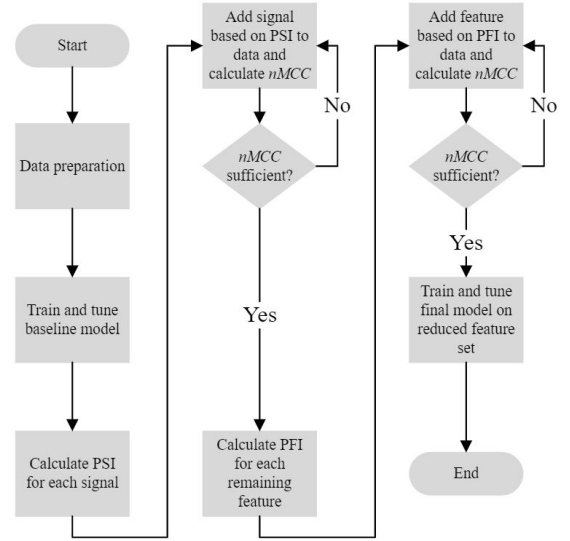 Start
Data preparation
Train and tune
baseline model
Calculate PSI
for each signal
Add signal
based on PSI to
data and
calculate nMCC
No
nMCC
sufficient?
Yes
Calculate PFI
for each
remaining
feature
Add feature
based on PFI to
data and
calculate nMCC
No
nMCC
sufficient?
Yes
Train and tune
final model on
reduced feature
set
End